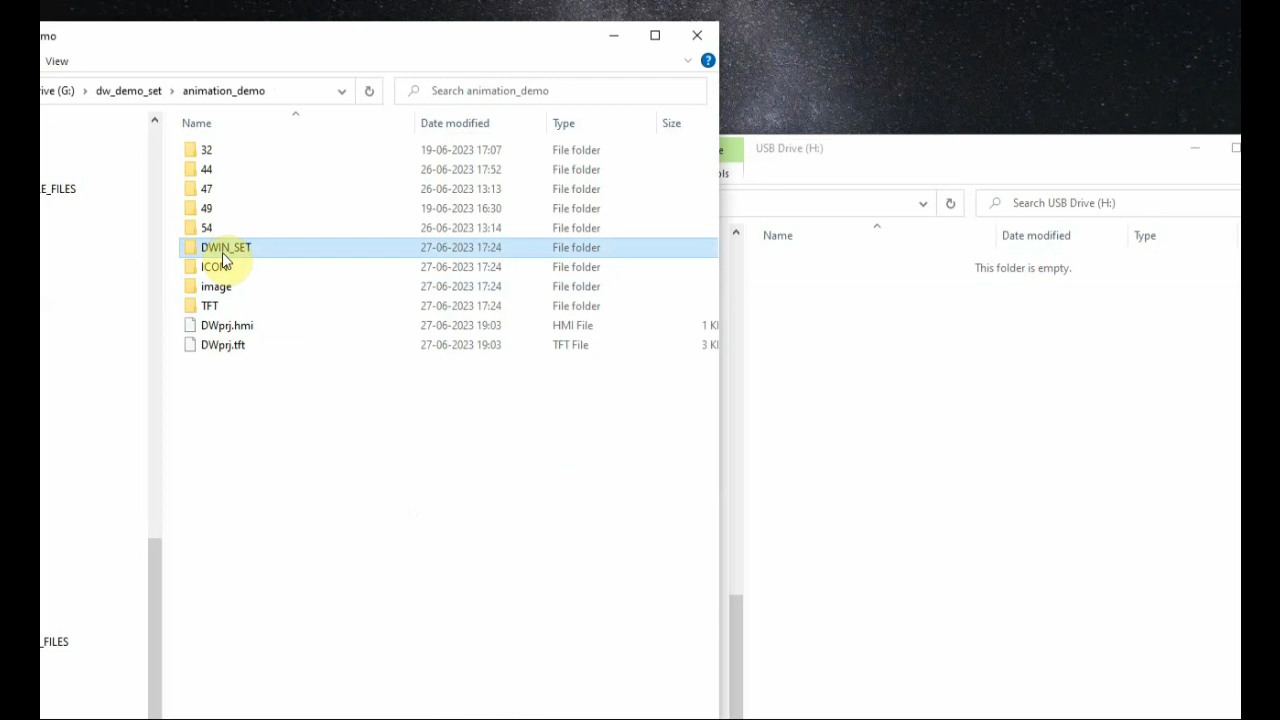 mo
View
ive (G:) › dw_demo_set › animation_demo
Search animation_demo
Name Date modified Type Size
32 19-06-2023 17:07 File folder
44 26-06-2023 17:52 File folder
47 26-06-2023 13:13 File folder
49 19-06-2023 16:30 File folder
54 26-06-2023 13:14 File folder
DWIN_SET 27-06-2023 17:24 File folder
ICON 27-06-2023 17:24 File folder
image 27-06-2023 17:24 File folder
TFT 27-06-2023 17:24 File folder
DWprj.hmi 27-06-2023 19:03 HMI File 1 K
DWprj.tft 27-06-2023 19:03 TFT File 3 K
E_FILES
_FILES
e USB Drive (H:)
ls
Search USB Drive (H:)
Name Date modified Type
This folder is empty.